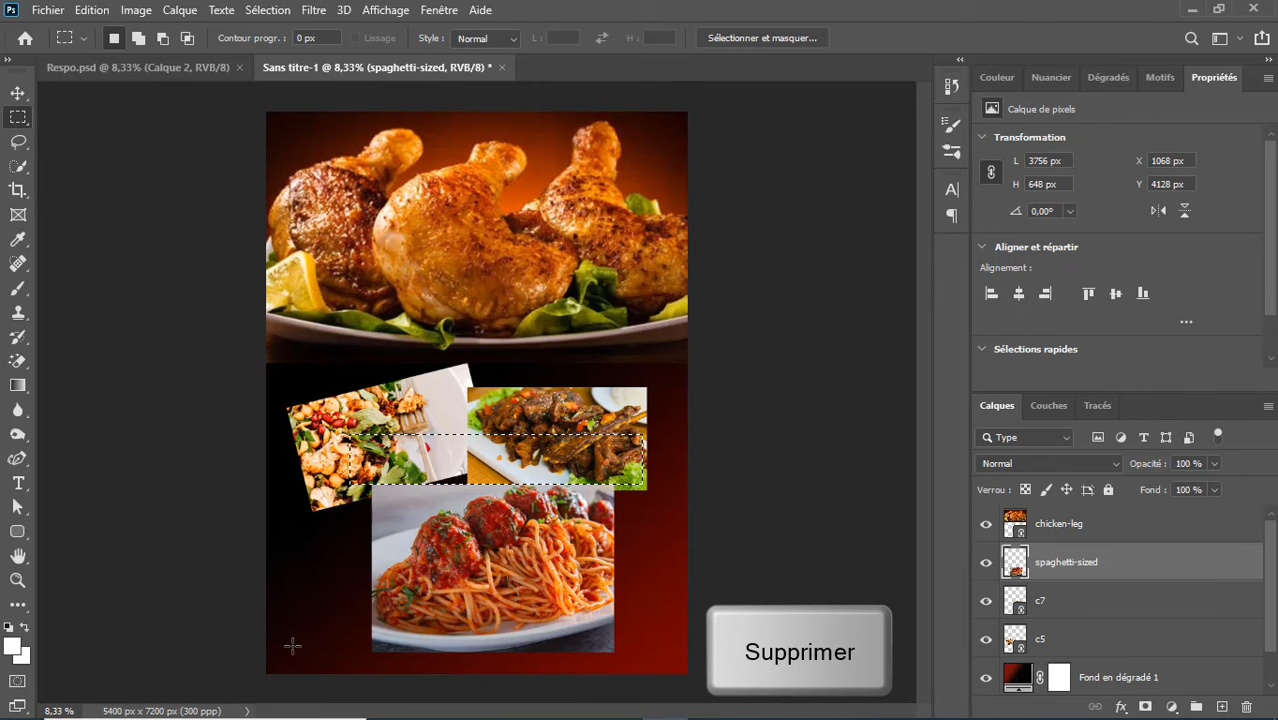 Ps Fichier Edition Image Calque Texte Sélection Filtre 3D Affichage Fenêtre Aide
Contour progr. : 0 px Lissage Style : Normal L : H : Sélectionner et masquer...
Respo.psd @ 8,33% (Calque 2, RVB/8) × Sans titre-1 @ 8,33% (spaghetti-sized, RVB/8) * ×
Couleur Nuancier Dégradés Motifs Propriétés
Calque de pixels
Transformation
L 3756 px X 1068 px
H 648 px Y 4128 px
0,00°
Aligner et répartir
Alignement :
Sélections rapides
Calques Couches Tracés
Type
Normal Opacité : 100 %
Verrou : Fond : 100 %
chicken-leg
spaghetti-sized
c7
c5
Fond en dégradé 1
Supprimer
8,33 % 5400 px x 7200 px (300 ppp)